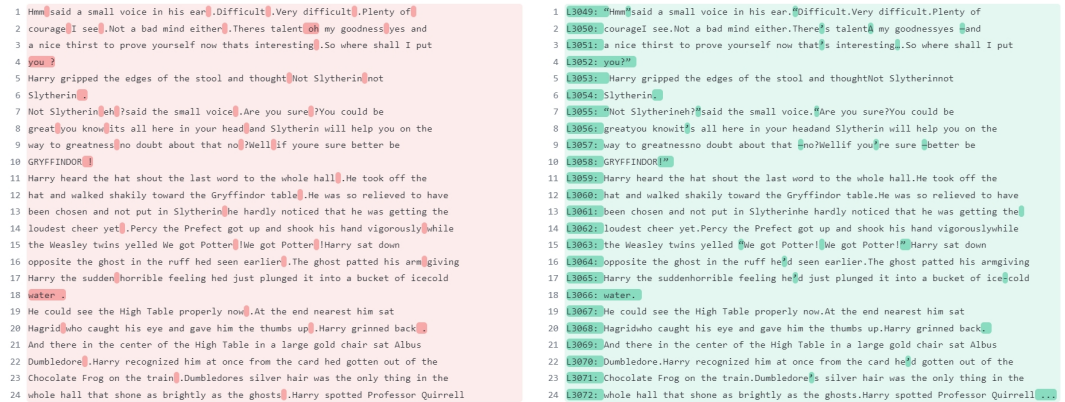 1 Hmm said a small voice in his ear .Difficult .Very difficult .Plenty of
2 courage I see .Not a bad mind either .Theres talent oh my goodness yes and
3 a nice thirst to prove yourself now thats interesting .So where shall I put
4 you ?
5 Harry gripped the edges of the stool and thought Not Slytherin not
6 Slytherin .
7 Not Slytherin eh ?said the small voice .Are you sure ?You could be
8 great you know its all here in your head and Slytherin will help you on the
9 way to greatness no doubt about that no ?Well if youre sure better be
10 GRYFFINDOR !
11 Harry heard the hat shout the last word to the whole hall .He took off the
12 hat and walked shakily toward the Gryffindor table .He was so relieved to have
13 been chosen and not put in Slytherin he hardly noticed that he was getting the
14 loudest cheer yet .Percy the Prefect got up and shook his hand vigorously while
15 the Weasley twins yelled We got Potter !We got Potter !Harry sat down
16 opposite the ghost in the ruff hed seen earlier .The ghost patted his arm giving
17 Harry the sudden horrible feeling hed just plunged it into a bucket of icecold
18 water .
19 He could see the High Table properly now .At the end nearest him sat
20 Hagrid who caught his eye and gave him the thumbs up .Harry grinned back .
21 And there in the center of the High Table in a large gold chair sat Albus
22 Dumbledore .Harry recognized him at once from the card hed gotten out of the
23 Chocolate Frog on the train .Dumbledores silver hair was the only thing in the
24 whole hall that shone as brightly as the ghosts .Harry spotted Professor Quirrell
1 L3049: “Hmm”said a small voice in his ear.“Difficult.Very difficult.Plenty of
2 L3050: courageI see.Not a bad mind either.There’s talentA my goodnessyes –and
3 L3051: a nice thirst to prove yourself now that’s interesting….So where shall I put
4 L3052: you?”
5 L3053: Harry gripped the edges of the stool and thoughtNot Slytherinnot
6 L3054: Slytherin.
7 L3055: “Not Slytherineh?”said the small voice.“Are you sure?You could be
8 L3056: greatyou knowit’s all here in your headand Slytherin will help you on the
9 L3057: way to greatnessno doubt about that –no?Wellif you’re sure –better be
10 L3058: GRYFFINDOR!”
11 L3059: Harry heard the hat shout the last word to the whole hall.He took off the
12 L3060: hat and walked shakily toward the Gryffindor table.He was so relieved to have
13 L3061: been chosen and not put in Slytherinhe hardly noticed that he was getting the
14 L3062: loudest cheer yet.Percy the Prefect got up and shook his hand vigorouslywhile
15 L3063: the Weasley twins yelled “We got Potter! We got Potter!” Harry sat down
16 L3064: opposite the ghost in the ruff he’d seen earlier.The ghost patted his armgiving
17 L3065: Harry the suddenhorrible feeling he’d just plunged it into a bucket of ice–cold
18 L3066: water.
19 L3067: He could see the High Table properly now.At the end nearest him sat
20 L3068: Hagridwho caught his eye and gave him the thumbs up.Harry grinned back.
21 L3069: And there in the center of the High Table in a large gold chair sat Albus
22 L3070: Dumbledore.Harry recognized him at once from the card he’d gotten out of the
23 L3071: Chocolate Frog on the train.Dumbledore’s silver hair was the only thing in the
24 L3072: whole hall that shone as brightly as the ghosts.Harry spotted Professor Quirrell ...